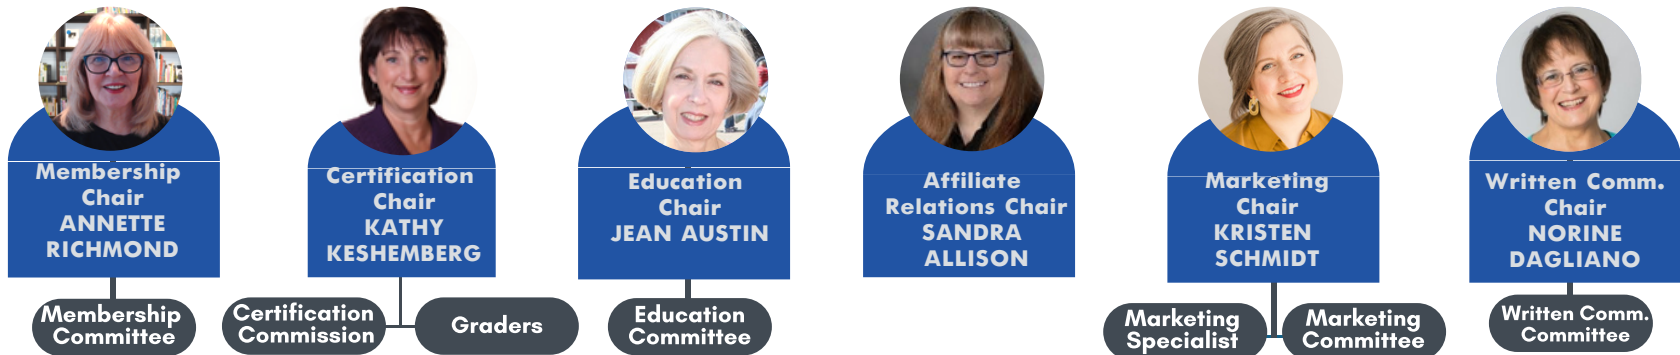 Membership
Chair
ANNETTE
RICHMOND
Membership
Committee
Certification
Chair
KATHY
KESHEMBERG
Certification
Commission
Graders
Education
Chair
JEAN AUSTIN
Education
Committee
Affiliate
Relations Chair
SANDRA
ALLISON
Marketing
Chair
KRISTEN
SCHMIDT
Marketing
Specialist
Marketing
Committee
Written Comm.
Chair
NORINE
DAGLIANO
Written Comm.
Committee